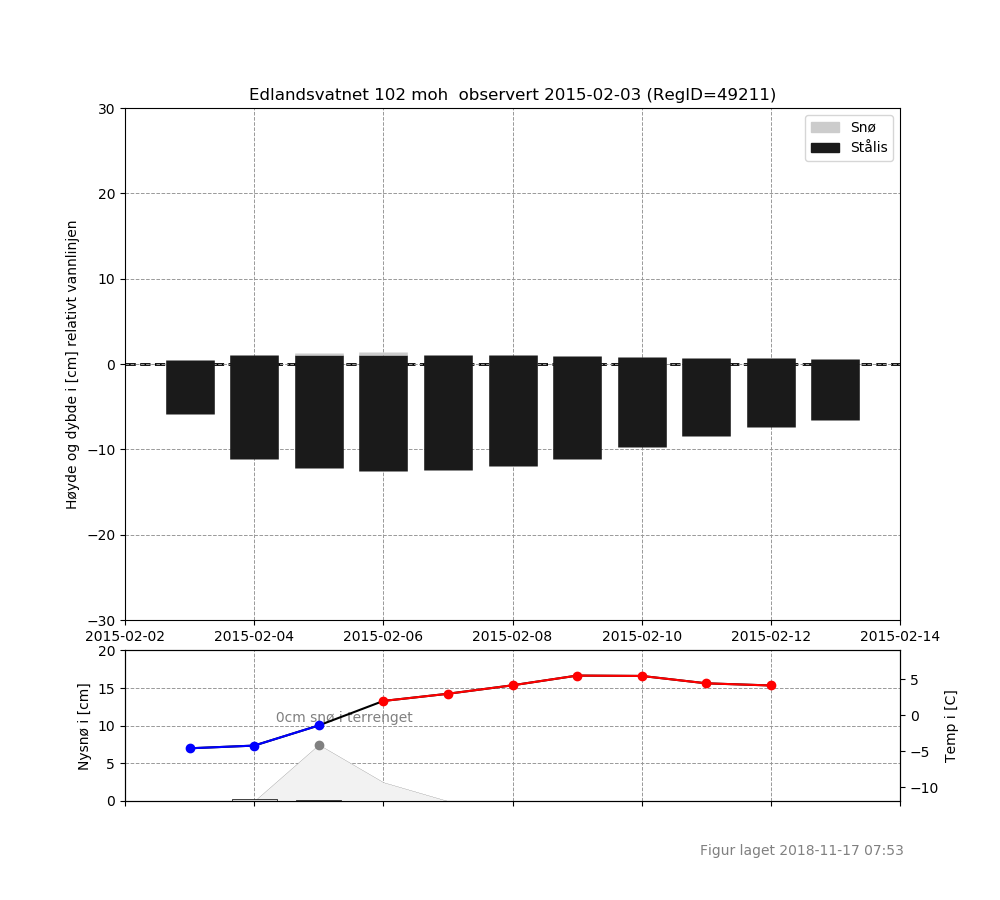 Edlandsvatnet 102 moh  observert 2015-02-03 (RegID=49211)
Snø
Stålis
30
20
10
0
−10
−20
−30
Høyde og dybde i [cm] relativt vannlinjen
2015-02-02 2015-02-04 2015-02-06 2015-02-08 2015-02-10 2015-02-12 2015-02-14
20
15
10
5
0
Nysnø i [cm]
0cm snø i terrenget
5
0
−5
−10
Temp i [C]
Figur laget 2018-11-17 07:53